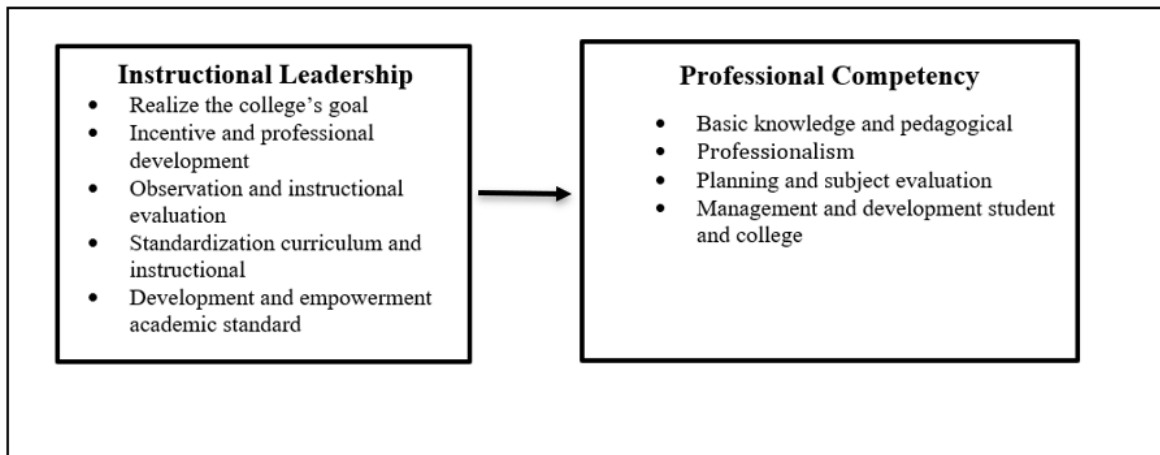 Instructional Leadership
• Realize the college’s goal
• Incentive and professional
development
• Observation and instructional
evaluation
• Standardization curriculum and
instructional
• Development and empowerment
academic standard
Professional Competency
• Basic knowledge and pedagogical
• Professionalism
• Planning and subject evaluation
• Management and development student
and college